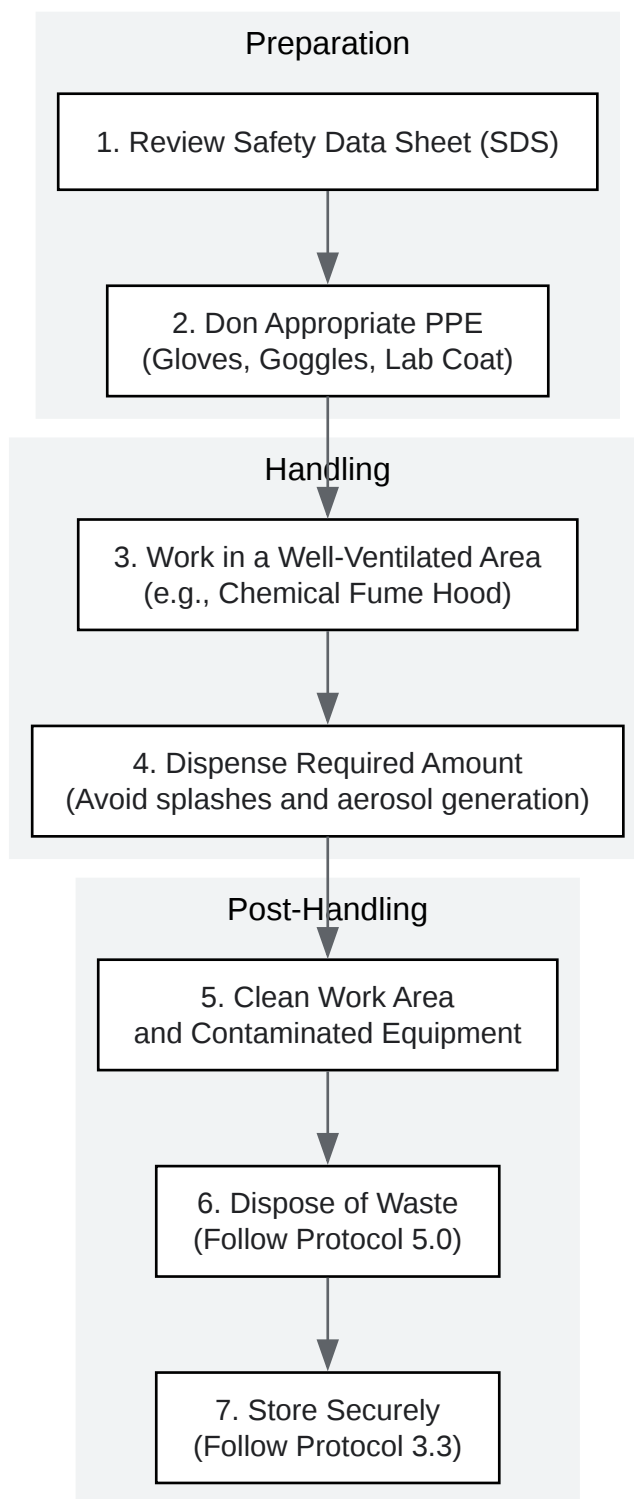 Preparation
1. Review Safety Data Sheet (SDS)
2. Don Appropriate PPE
(Gloves, Goggles, Lab Coat)
Handling
3. Work in a Well-Ventilated Area
(e.g., Chemical Fume Hood)
4. Dispense Required Amount
(Avoid splashes and aerosol generation)
Post-Handling
5. Clean Work Area
and Contaminated Equipment
6. Dispose of Waste
(Follow Protocol 5.0)
7. Store Securely
(Follow Protocol 3.3)